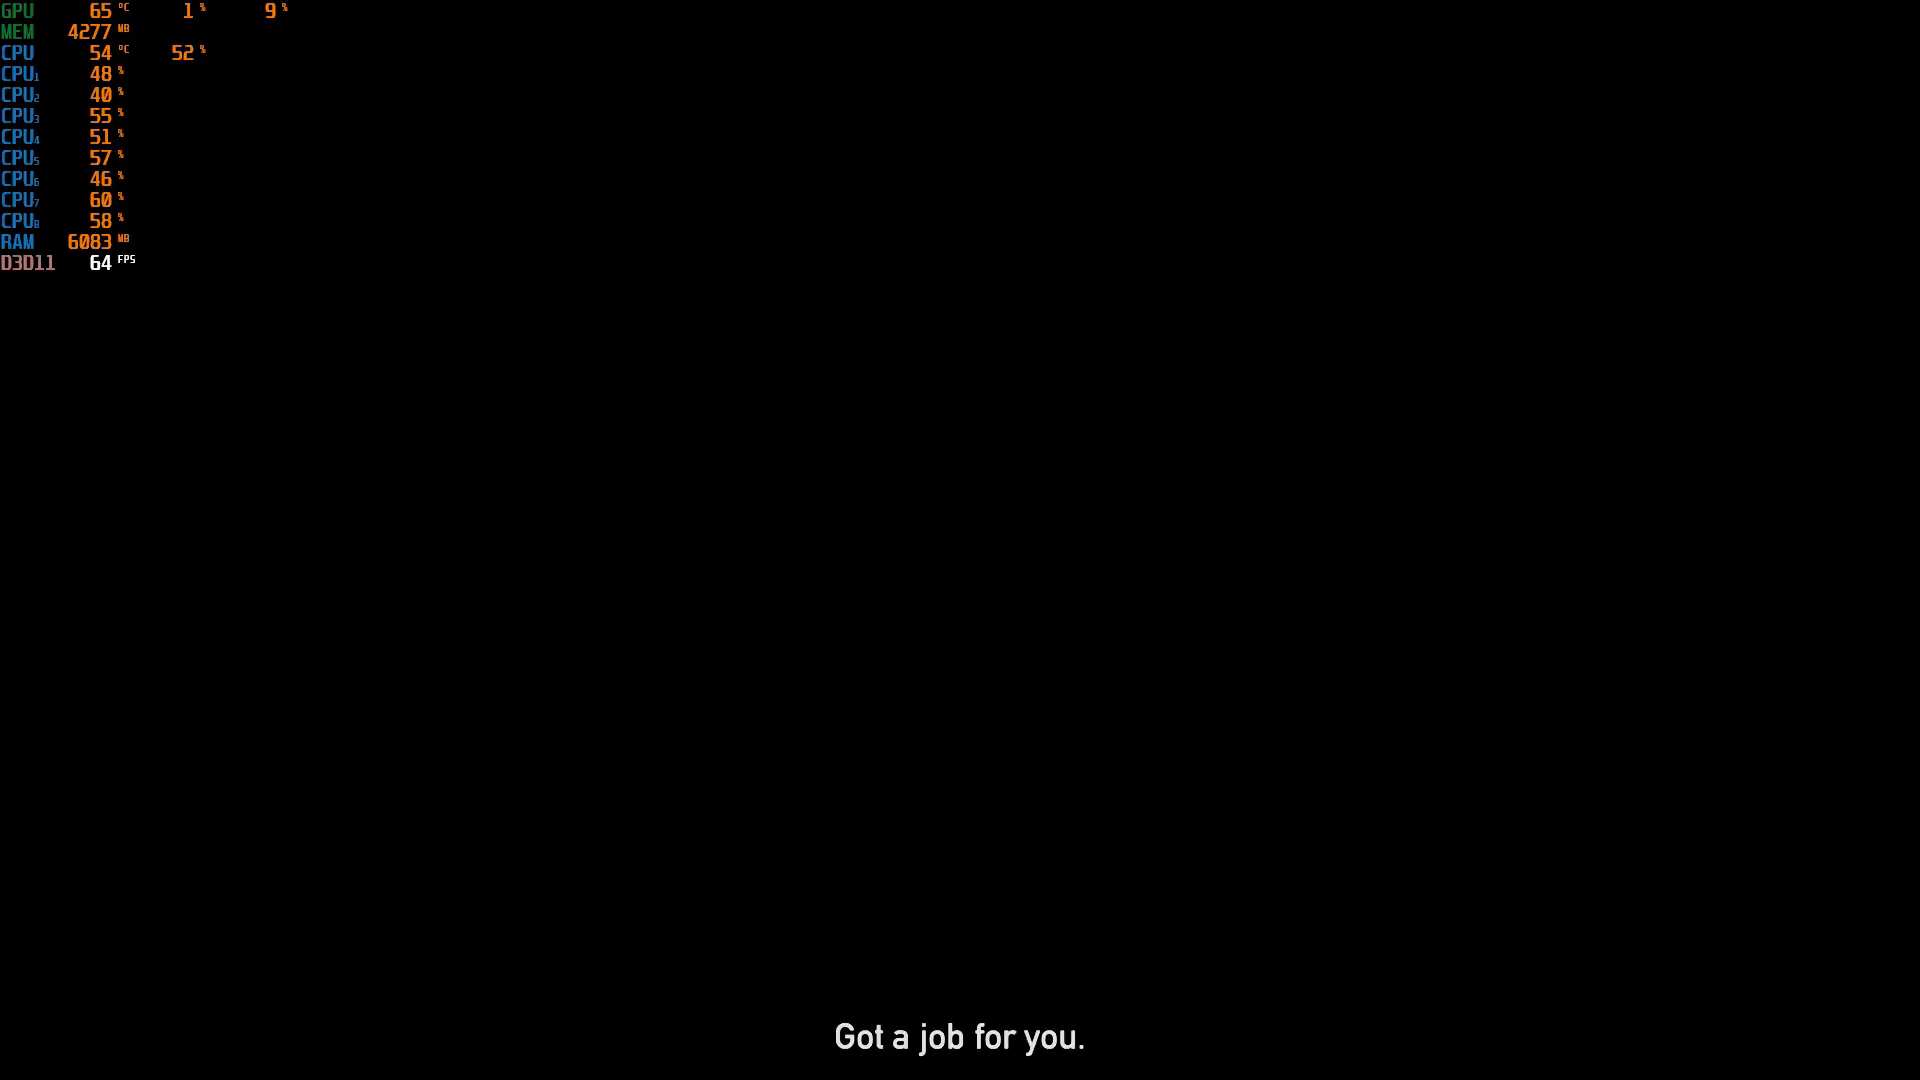 GPU 65 °C 1 % 9 %
MEM 4277 MB
CPU 54 °C 52 %
CPU1 48 %
CPU2 40 %
CPU3 55 %
CPU4 51 %
CPU5 57 %
CPU6 46 %
CPU7 60 %
CPU8 58 %
RAM 6083 MB
D3D11 64 FPS
Got a job for you.